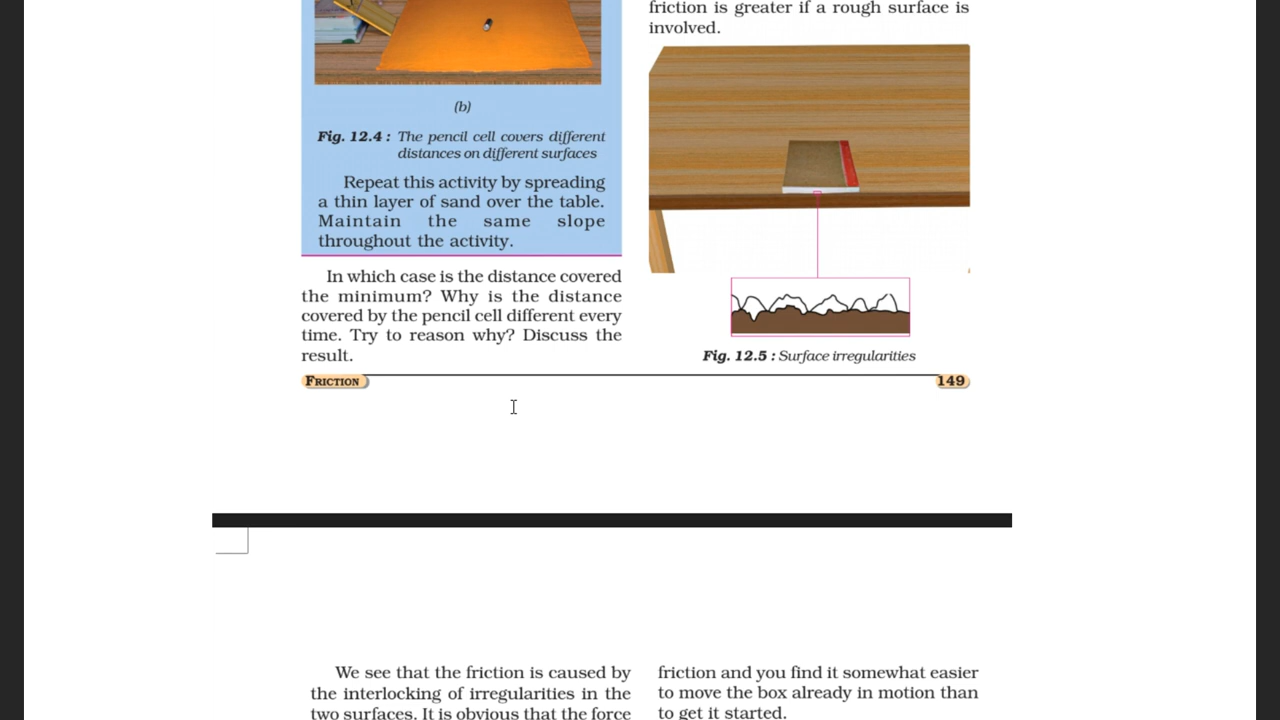 (b)
Fig. 12.4 : The pencil cell covers different
distances on different surfaces
Repeat this activity by spreading
a thin layer of sand over the table.
Maintain the same slope
throughout the activity.
In which case is the distance covered
the minimum? Why is the distance
covered by the pencil cell different every
time. Try to reason why? Discuss the
result.
friction is greater if a rough surface is
involved.
Fig. 12.5 : Surface irregularities
FRICTION
149
We see that the friction is caused by
the interlocking of irregularities in the
two surfaces. It is obvious that the force
friction and you find it somewhat easier
to move the box already in motion than
to get it started.